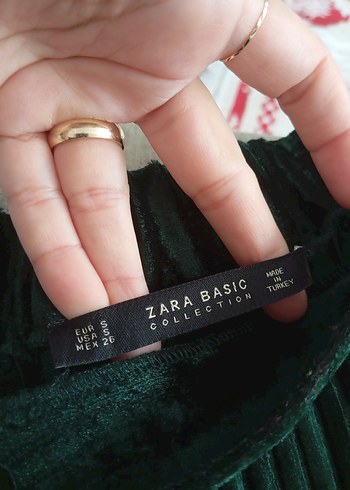 EUR S
USA S
MEX 26
ZARA BASIC
COLLECTION
MADE
IN
TURKEY